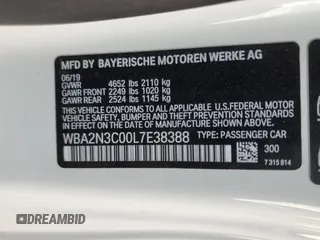 MFD BY BAYERISCHE MOTOREN WERKE AG
06/19
GVWR 4652 lbs 2110 kg
GAWR FRONT 2249 lbs 1020 kg
GAWR REAR 2524 lbs 1145 kg
THIS VEHICLE CONFORMS TO ALL APPLICABLE
U.S. FEDERAL MOTOR VEHICLE SAFETY,
BUMPER, AND THEFT PREVENTION STANDARDS
IN EFFECT ON THE DATE OF MANUFACTURE
SHOWN ABOVE.
WBA2N3C00L7E38388 TYPE: PASSENGER CAR
300
7 315 814
DREAMBID